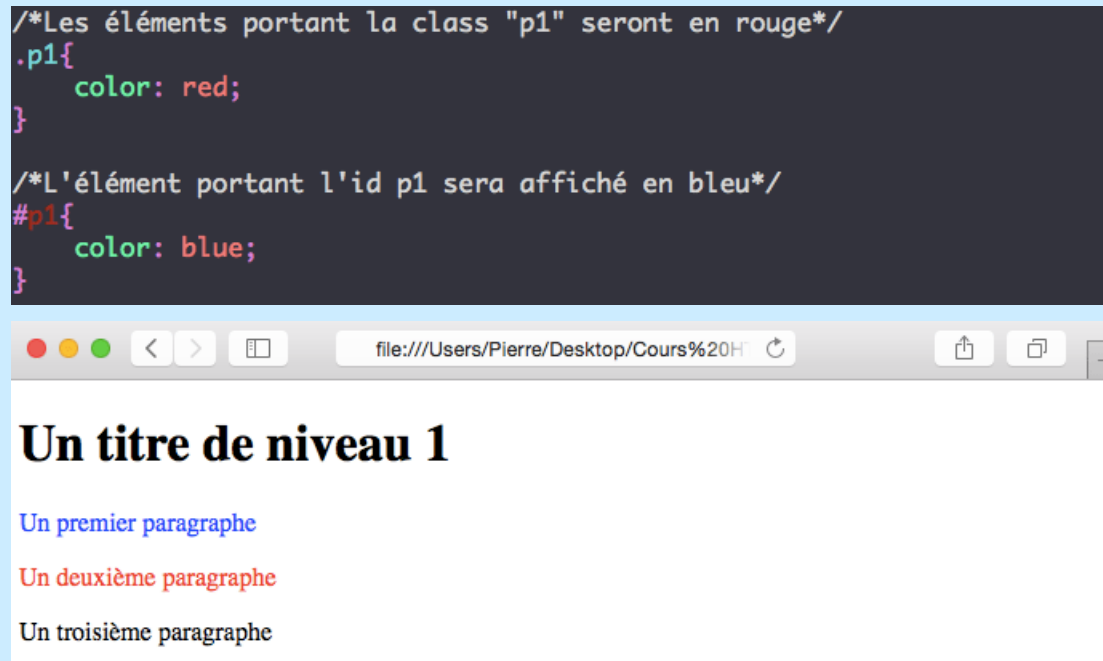 /*Les éléments portant la class "p1" seront en rouge*/
.p1{
    color: red;
}
/*L'élément portant l'id p1 sera affiché en bleu*/
#p1{
    color: blue;
}
file:///Users/Pierre/Desktop/Cours%20H
Un titre de niveau 1
Un premier paragraphe
Un deuxième paragraphe
Un troisième paragraphe